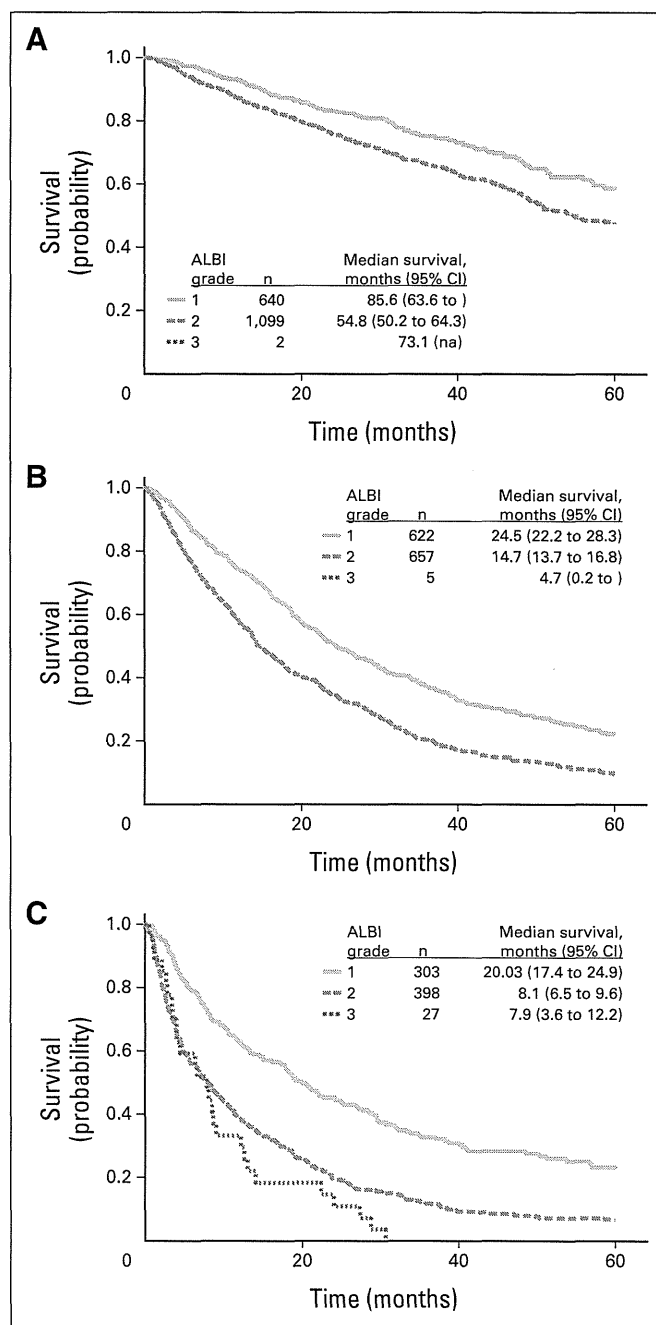 A
1.0
0.8
0.6
0.4
0.2
0
20
40
60
Survival
(probability)
Time (months)
ALBI grade n Median survival, months (95% CI)
1 640 85.6 (63.6 to )
2 1,099 54.8 (50.2 to 64.3)
3 2 73.1 (na)
B
1.0
0.8
0.6
0.4
0.2
0
20
40
60
Survival
(probability)
Time (months)
ALBI grade n Median survival, months (95% CI)
1 622 24.5 (22.2 to 28.3)
2 657 14.7 (13.7 to 16.8)
3 5 4.7 (0.2 to )
C
1.0
0.8
0.6
0.4
0.2
0
20
40
60
Survival
(probability)
Time (months)
ALBI grade n Median survival, months (95% CI)
1 303 20.03 (17.4 to 24.9)
2 398 8.1 (6.5 to 9.6)
3 27 7.9 (3.6 to 12.2)